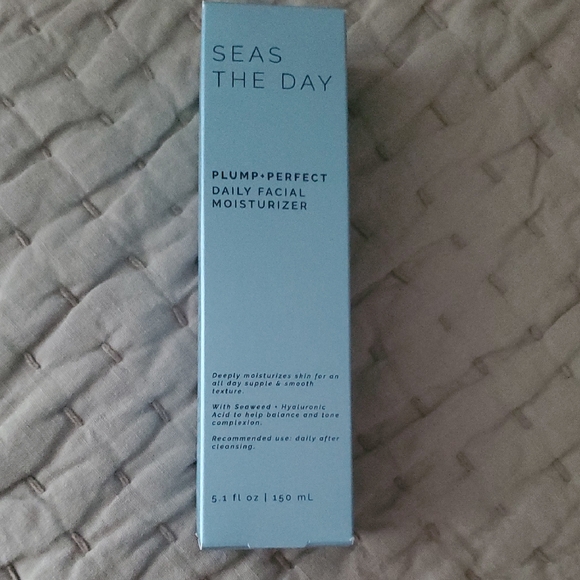 SEAS
THE DAY
PLUMP+PERFECT
DAILY FACIAL
MOISTURIZER
Deeply moisturizes skin for an
all day supple & smooth
texture.
With Seaweed + Hyaluronic
Acid to help balance and tone
complexion.
Recommended use: daily after
cleansing.
5.1 fl oz | 150 mL